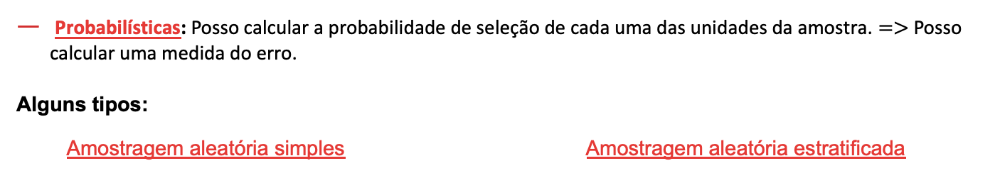 — Probabilísticas: Posso calcular a probabilidade de seleção de cada uma das unidades da amostra. => Posso
calcular uma medida do erro.
Alguns tipos:
Amostragem aleatória simples
Amostragem aleatória estratificada